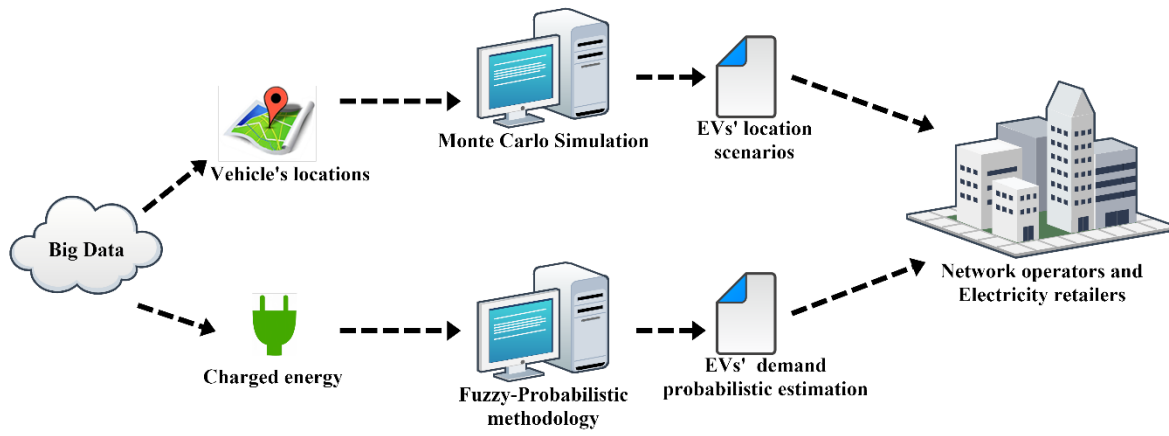 Big Data
Vehicle's locations
Monte Carlo Simulation
EVs' location
scenarios
Network operators and
Electricity retailers
Charged energy
Fuzzy-Probabilistic
methodology
EVs' demand
probabilistic estimation